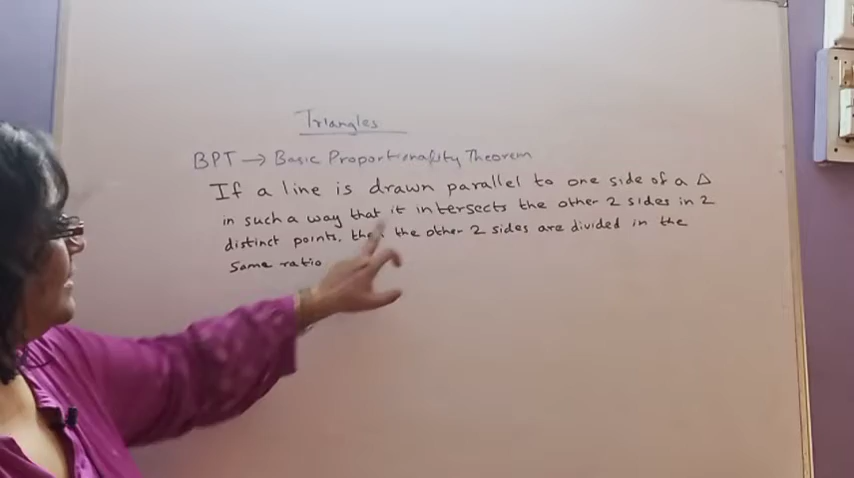 Triangles
BPT → Basic Proportionality Theorem
If a line is drawn parallel to one side of a △
in such a way that it intersects the other 2 sides in 2
distinct points, then the other 2 sides are divided in the
Same ratio